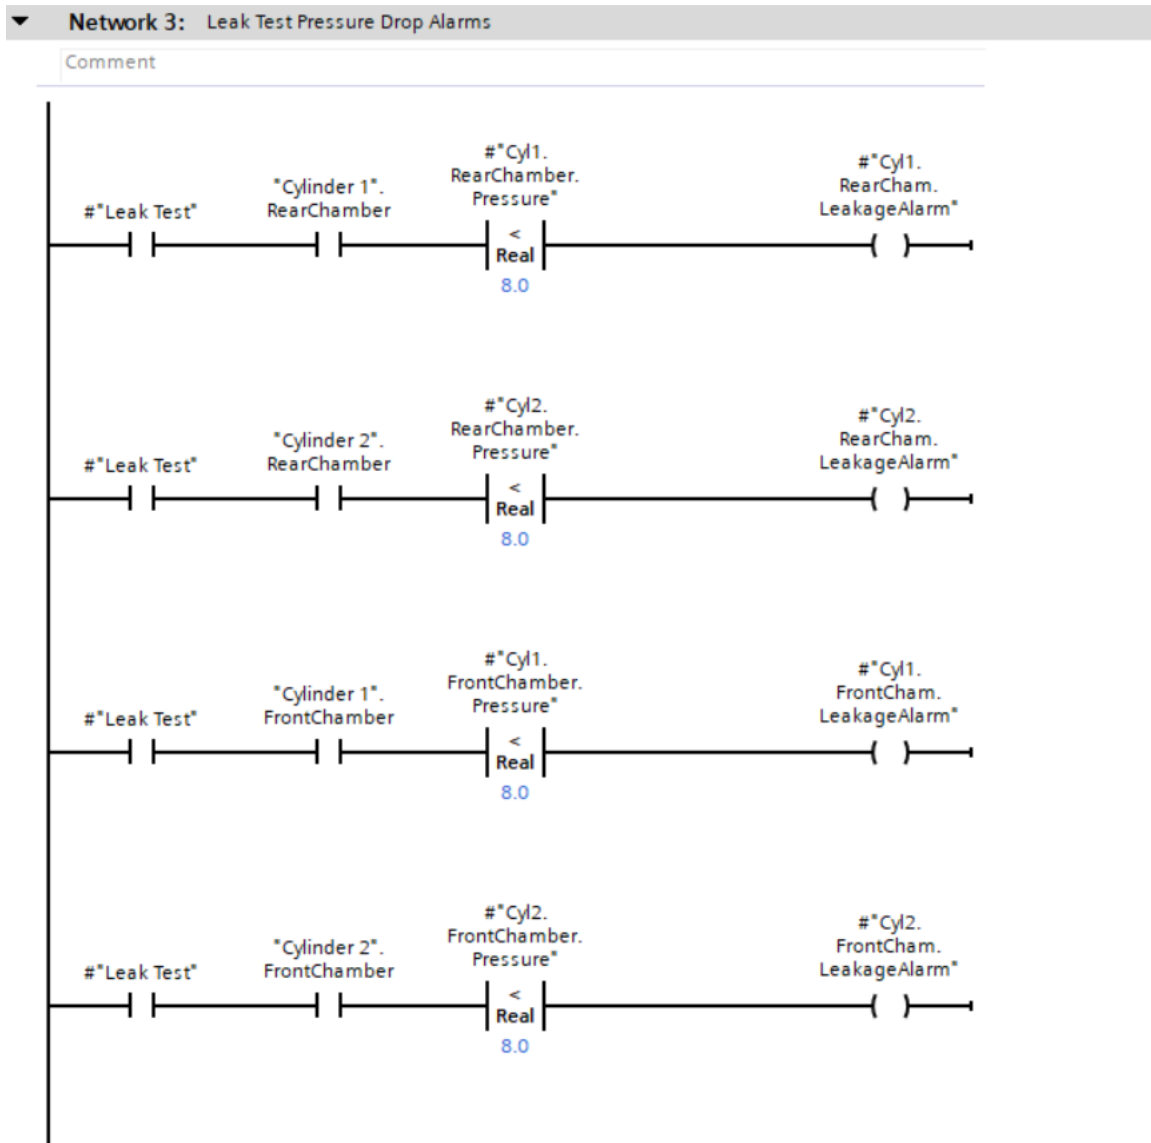 Network 3: Leak Test Pressure Drop Alarms
Comment
#"Leak Test"
"Cylinder 1".
RearChamber
#"Cyl1.
RearChamber.
Pressure"
<
Real
8.0
#"Cyl1.
RearCham.
LeakageAlarm"
#"Leak Test"
"Cylinder 2".
RearChamber
#"Cyl2.
RearChamber.
Pressure"
<
Real
8.0
#"Cyl2.
RearCham.
LeakageAlarm"
#"Leak Test"
"Cylinder 1".
FrontChamber
#"Cyl1.
FrontChamber.
Pressure"
<
Real
8.0
#"Cyl1.
FrontCham.
LeakageAlarm"
#"Leak Test"
"Cylinder 2".
FrontChamber
#"Cyl2.
FrontChamber.
Pressure"
<
Real
8.0
#"Cyl2.
FrontCham.
LeakageAlarm"